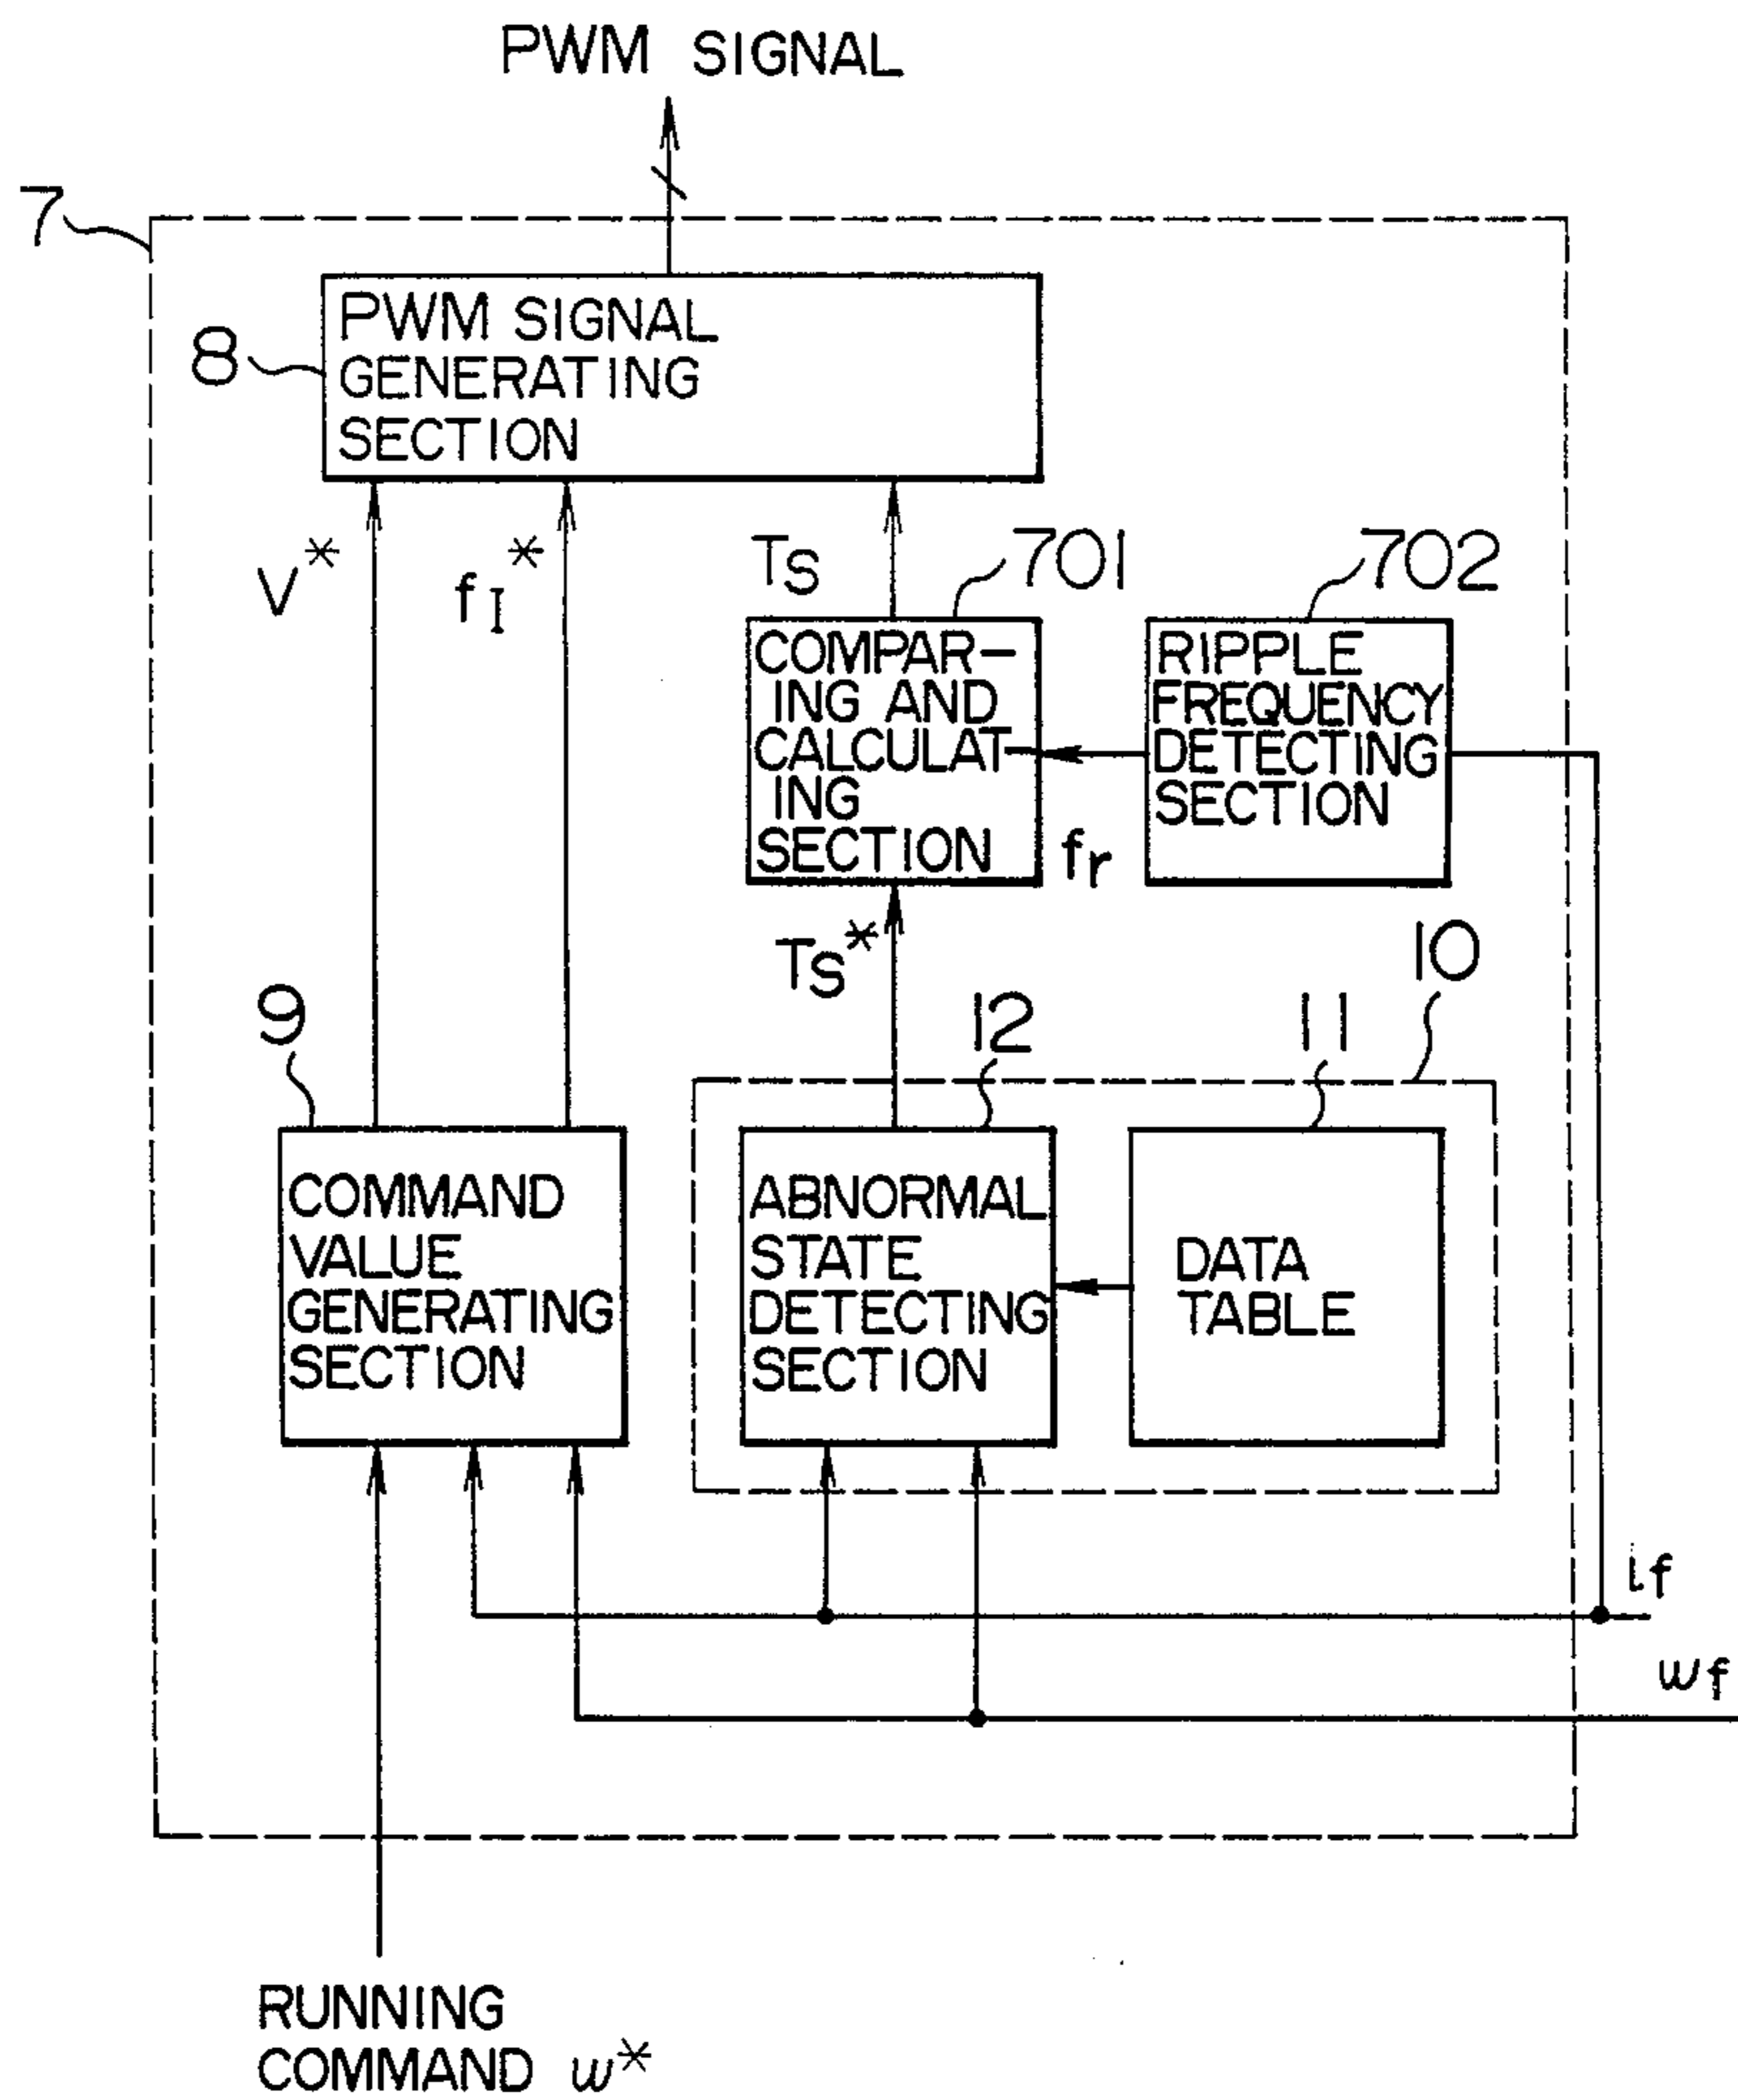 PWM SIGNAL
7
8
PWM SIGNAL
GENERATING
SECTION
V*
fI*
Ts
701
702
COMPAR-
ING AND
CALCULAT-
ING
SECTION
RIPPLE
FREQUENCY
DETECTING
SECTION
fr
Ts*
10
9
12
11
COMMAND
VALUE
GENERATING
SECTION
ABNORMAL
STATE
DETECTING
SECTION
DATA
TABLE
if
wf
RUNNING
COMMAND w*